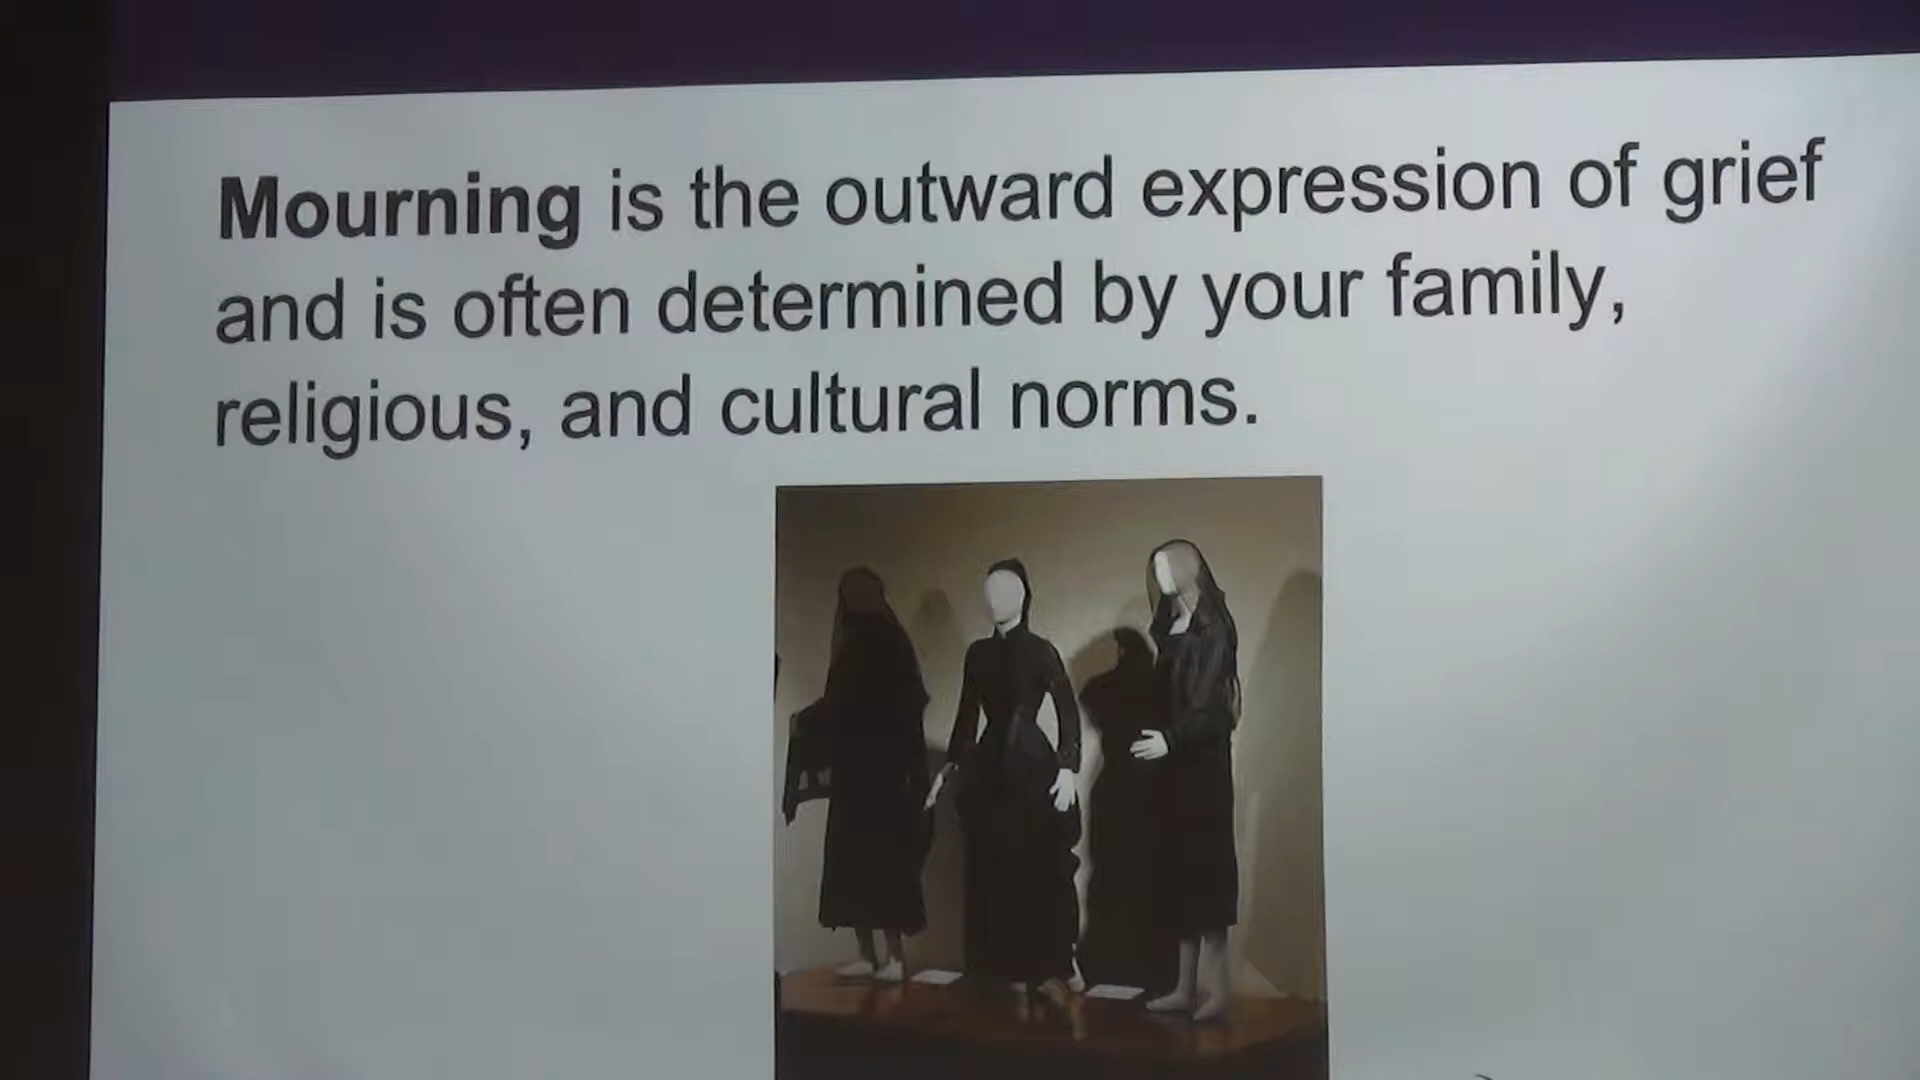 Mourning is the outward expression of grief
and is often determined by your family,
religious, and cultural norms.